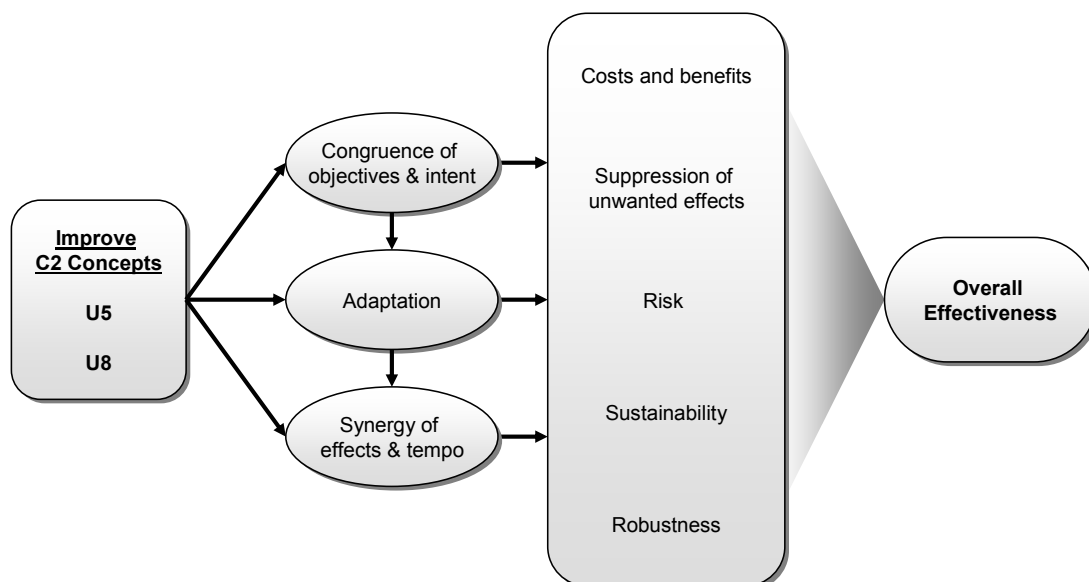 Improve
C2 Concepts
U5
U8
Congruence of
objectives & intent
Adaptation
Synergy of
effects & tempo
Costs and benefits
Suppression of
unwanted effects
Risk
Sustainability
Robustness
Overall
Effectiveness